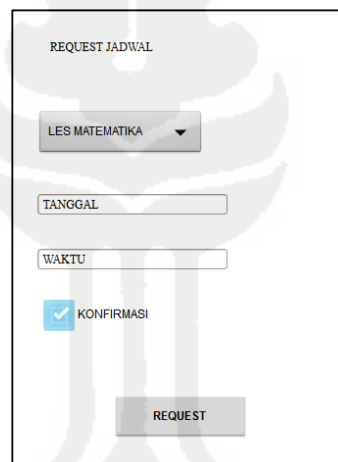 REQUEST JADWAL
LES MATEMATIKA
TANGGAL
WAKTU
KONFIRMASI
REQUEST